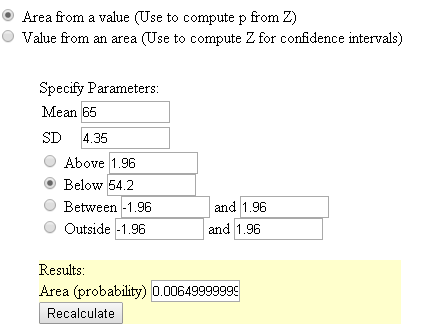 Area from a value (Use to compute p from Z)
Value from an area (Use to compute Z for confidence intervals)
Specify Parameters:
Mean 65
SD 4.35
Above 1.96
Below 54.2
Between -1.96 and 1.96
Outside -1.96 and 1.96
Results:
Area (probability) 0.00649999999
Recalculate